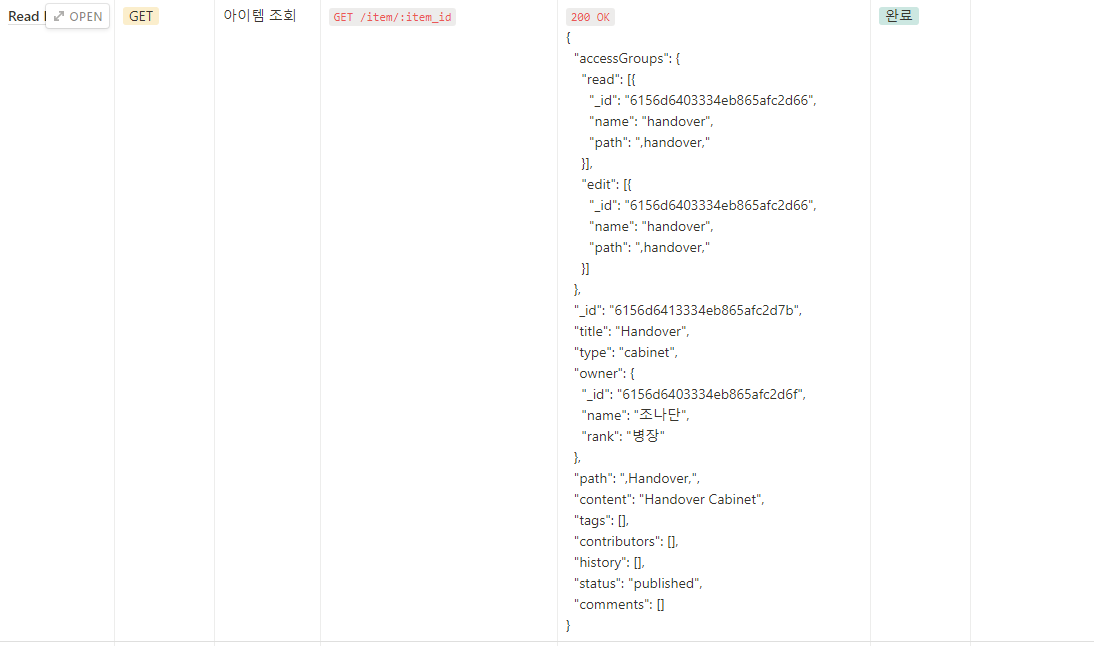 Read
OPEN
GET
아이템 조회
GET /item/:item_id
200 OK
완료
{
"accessGroups": {
"read": [{
"_id": "6156d6403334eb865afc2d66",
"name": "handover",
"path": ",handover,"
}],
"edit": [{
"_id": "6156d6403334eb865afc2d66",
"name": "handover",
"path": ",handover,"
}]
},
"_id": "6156d6413334eb865afc2d7b",
"title": "Handover",
"type": "cabinet",
"owner": {
"_id": "6156d6403334eb865afc2d6f",
"name": "조나단",
"rank": "병장"
},
"path": ",Handover,",
"content": "Handover Cabinet",
"tags": [],
"contributors": [],
"history": [],
"status": "published",
"comments": []
}